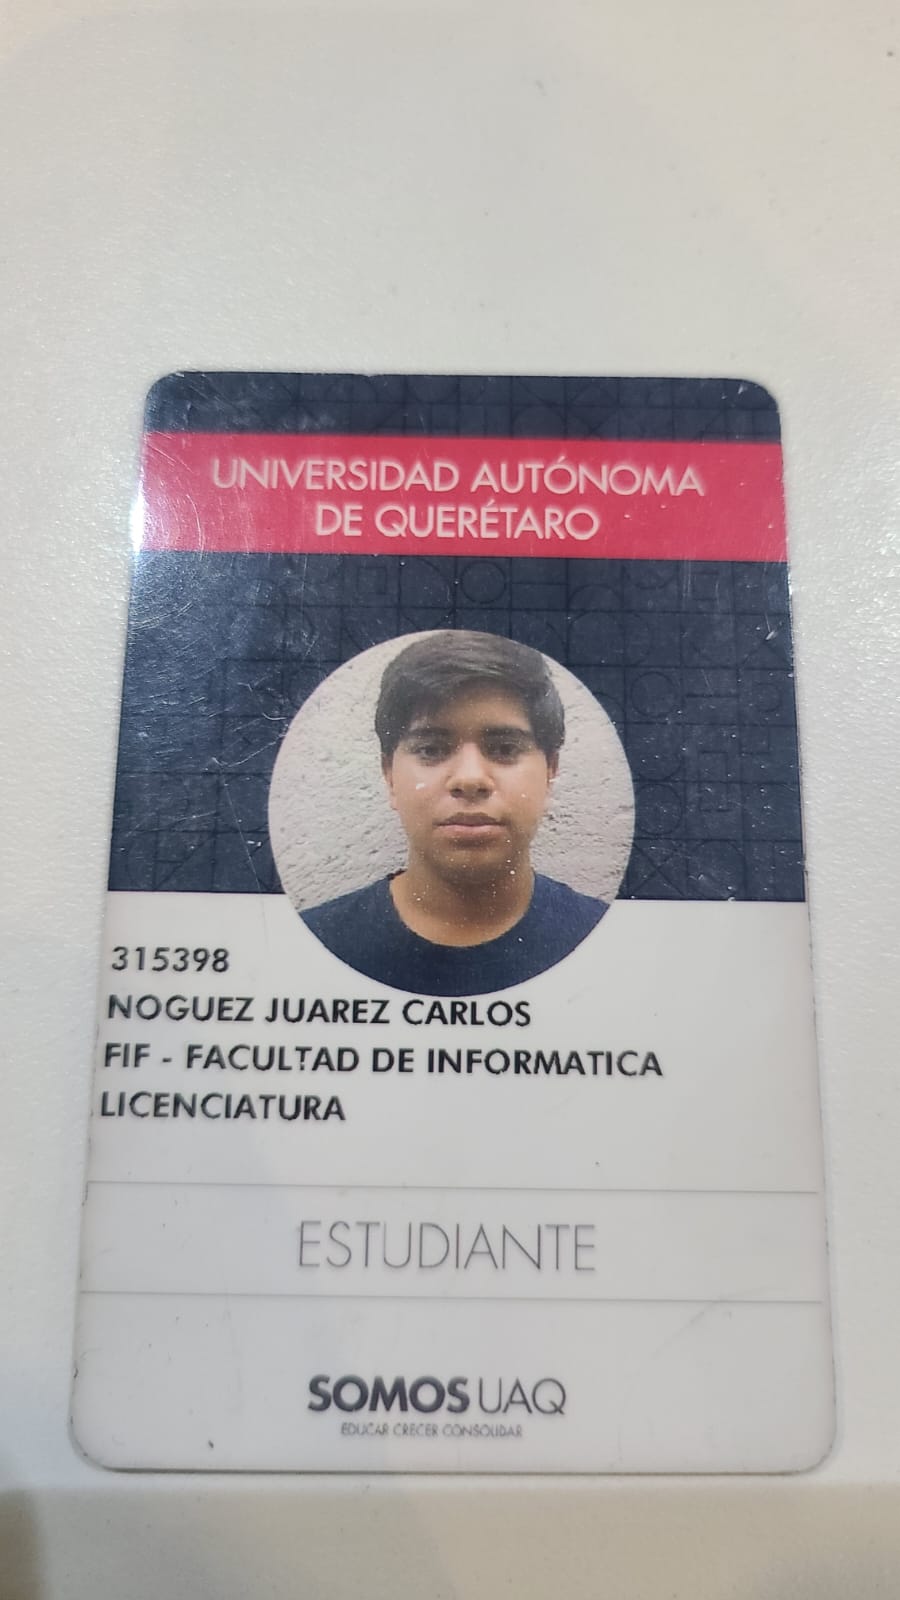 UNIVERSIDAD AUTÓNOMA
DE QUERÉTARO
315398
NOGUEZ JUAREZ CARLOS
FIF - FACULTAD DE INFORMATICA
LICENCIATURA
ESTUDIANTE
SOMOS UAQ
EDUCAR CRECER CONSOLIDAR